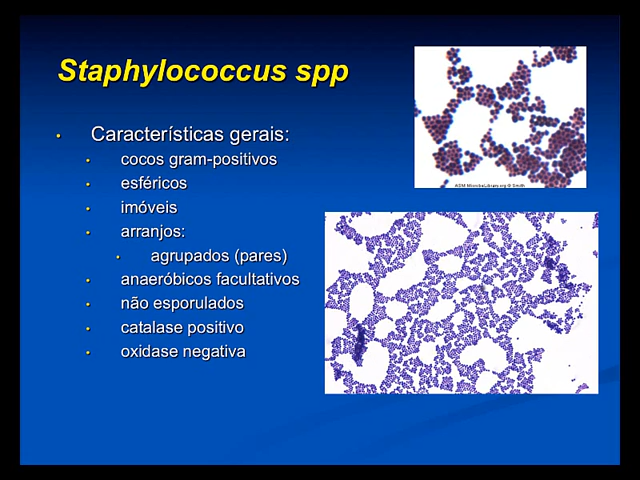 Staphylococcus spp
• Características gerais:
• cocos gram-positivos
• esféricos
• imóveis
• arranjos:
• agrupados (pares)
• anaeróbicos facultativos
• não esporulados
• catalase positivo
• oxidase negativa
ASM MicrobeLibrary.org © Smith